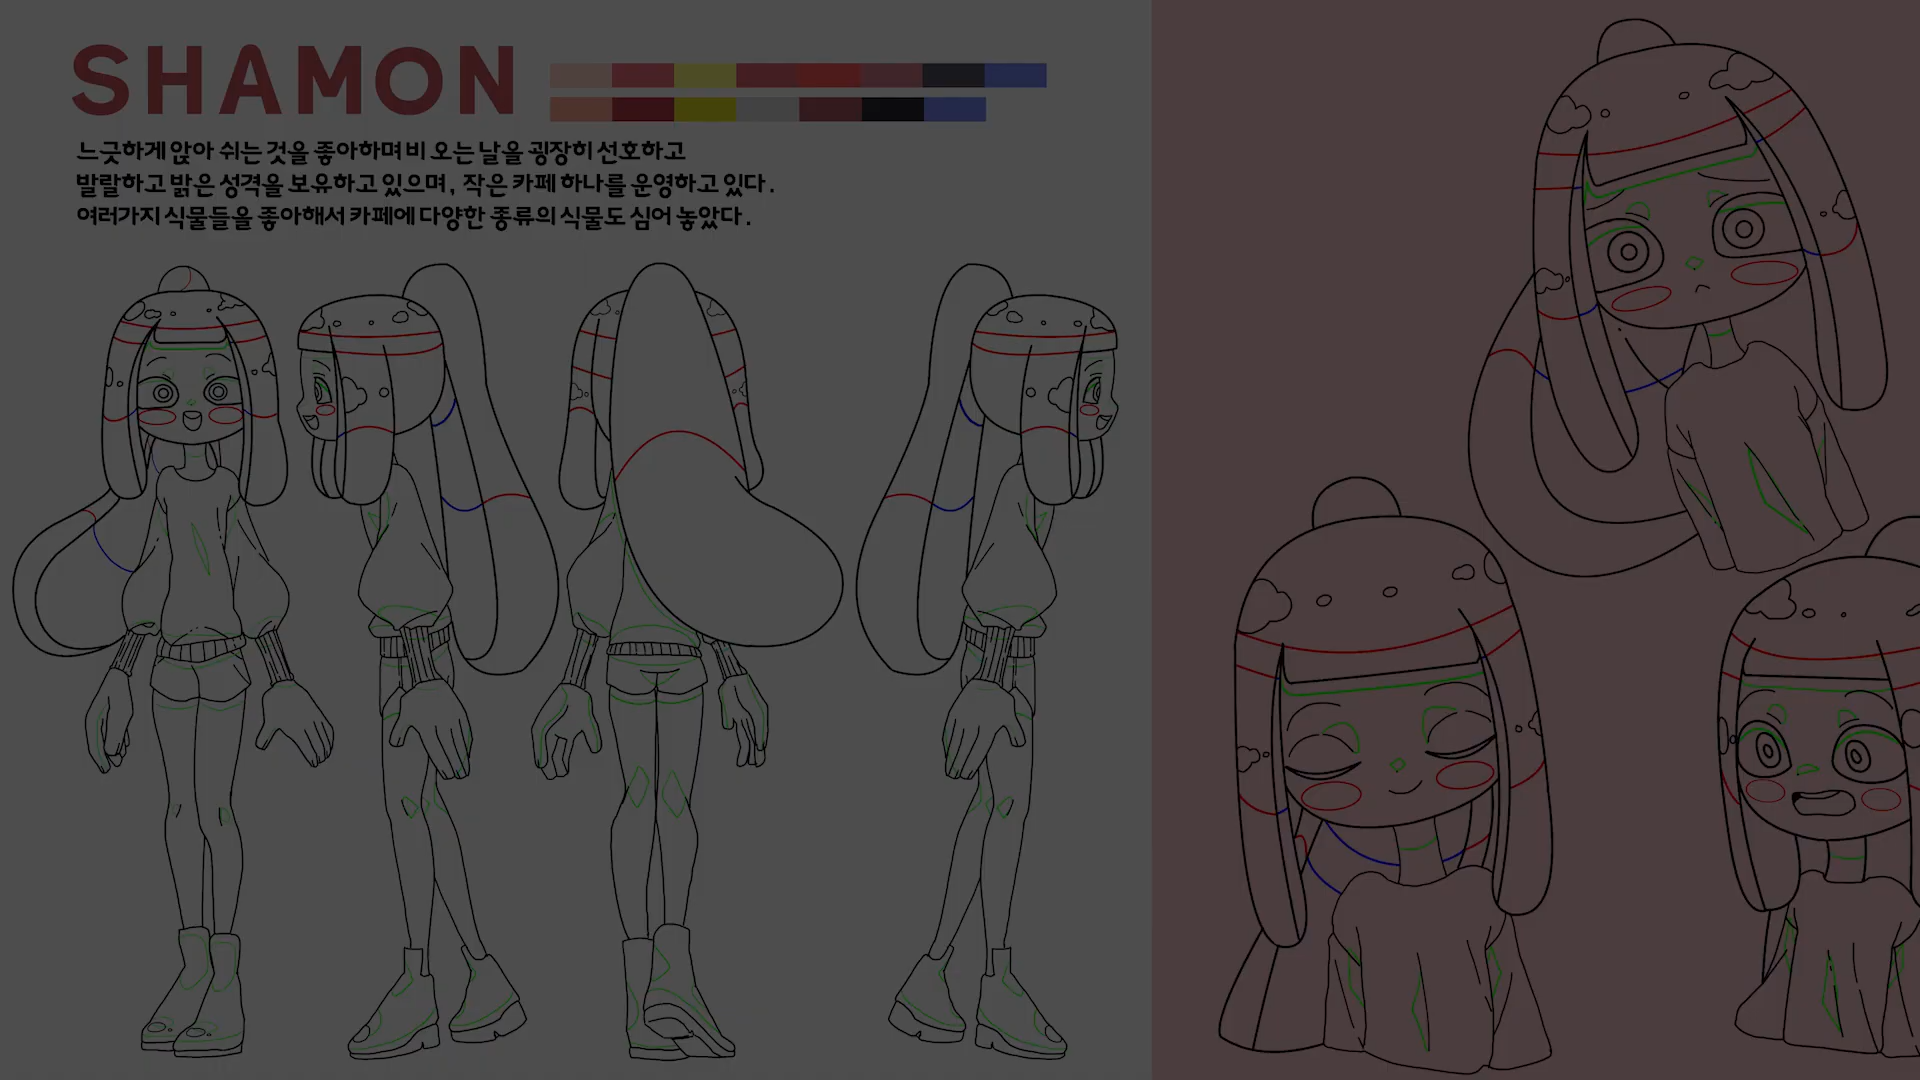 SHAMON
느긋하게 앉아 쉬는 것을 좋아하며 비 오는 날을 굉장히 선호하고
발랄하고 밝은 성격을 보유하고 있으며, 작은 카페 하나를 운영하고 있다.
여러가지 식물들을 좋아해서 카페에 다양한 종류의 식물도 심어 놓았다.